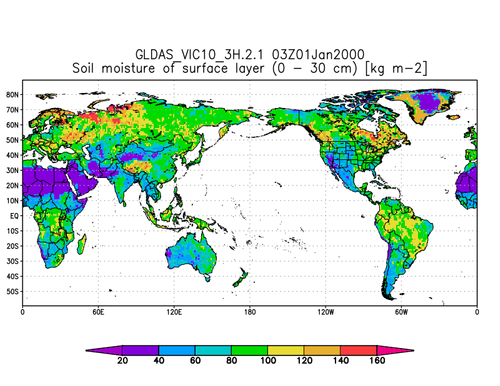 GLDAS_VIC10_3H.2.1 03Z01Jan2000
Soil moisture of surface layer (0 - 30 cm) [kg m-2]
80N
70N
60N
50N
40N
30N
20N
10N
EQ
10S
20S
30S
40S
50S
0 60E 120E 180 120W 60W 0
20 40 60 80 100 120 140 160